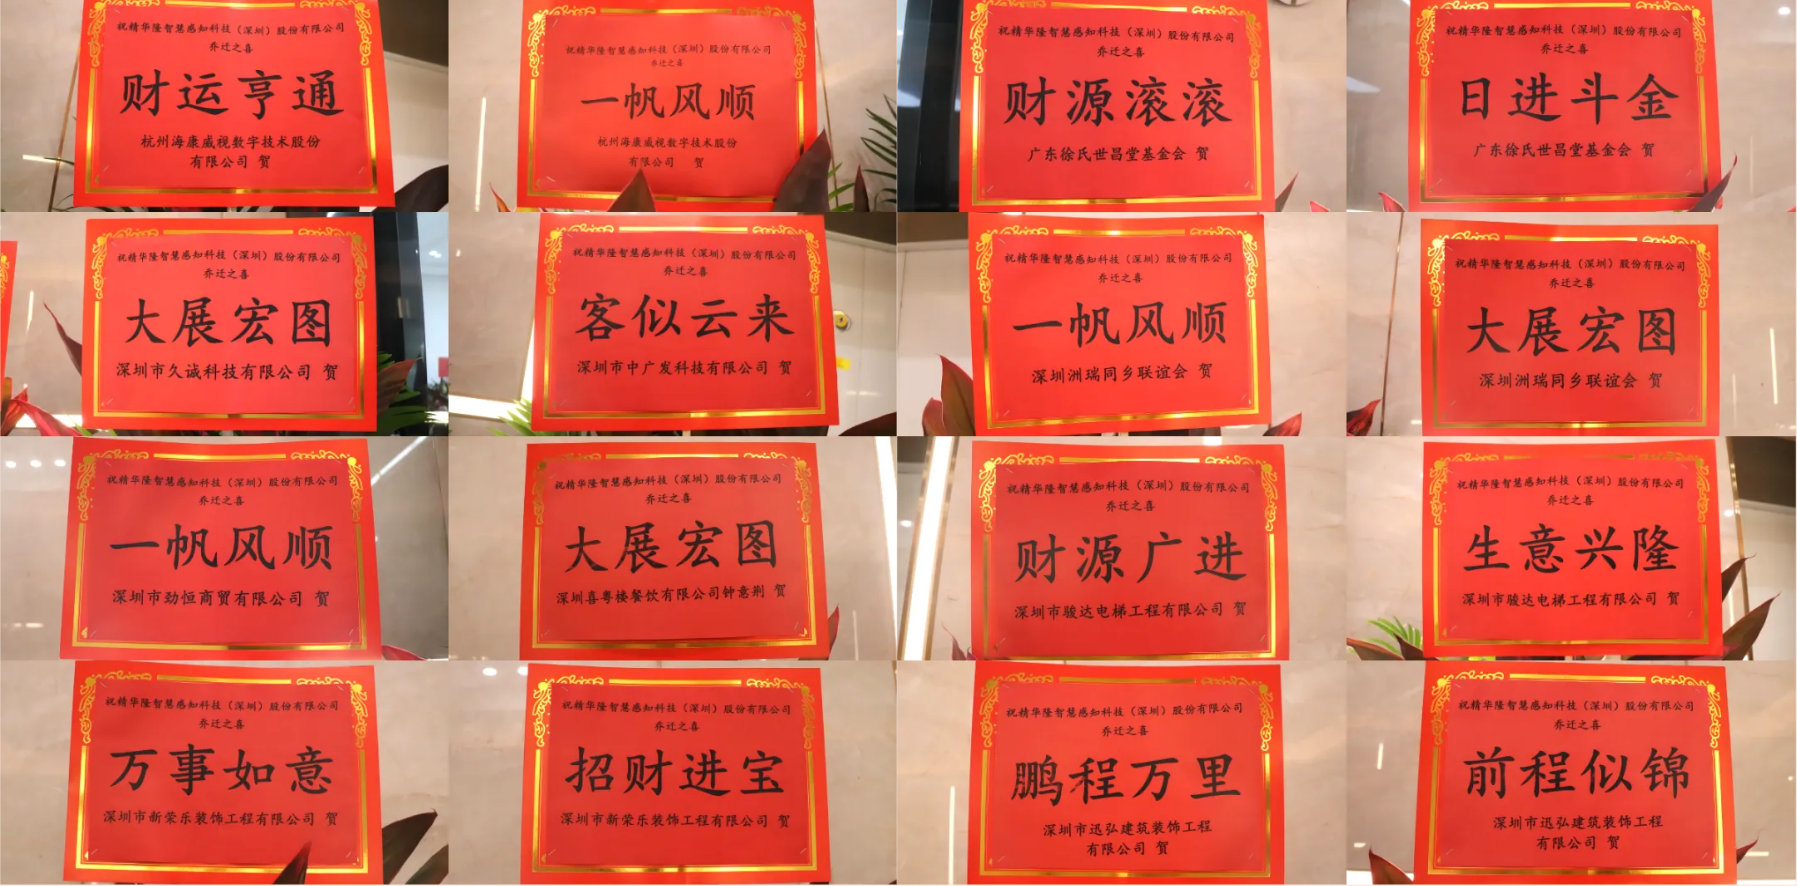 祝精华隆智慧感知科技（深圳）股份有限公司
乔迁之喜
财运亨通
杭州海康威视数字技术股份
有限公司 贺
祝精华隆智慧感知科技（深圳）股份有限公司
乔迁之喜
一帆风顺
杭州海康威视数字技术股份
有限公司 贺
祝精华隆智慧感知科技（深圳）股份有限公司
乔迁之喜
财源滚滚
广东徐氏世昌堂基金会 贺
祝精华隆智慧感知科技（深圳）股份有限公司
乔迁之喜
日进斗金
广东徐氏世昌堂基金会 贺
祝精华隆智慧感知科技（深圳）股份有限公司
乔迁之喜
大展宏图
深圳市久诚科技有限公司 贺
祝精华隆智慧感知科技（深圳）股份有限公司
乔迁之喜
客似云来
深圳市中广发科技有限公司 贺
祝精华隆智慧感知科技（深圳）股份有限公司
乔迁之喜
一帆风顺
深圳洲瑞同乡联谊会 贺
祝精华隆智慧感知科技（深圳）股份有限公司
乔迁之喜
大展宏图
深圳洲瑞同乡联谊会 贺
祝精华隆智慧感知科技（深圳）股份有限公司
乔迁之喜
一帆风顺
深圳市劲恒商贸有限公司 贺
祝精华隆智慧感知科技（深圳）股份有限公司
乔迁之喜
大展宏图
深圳喜粤楼餐饮有限公司钟意荆 贺
祝精华隆智慧感知科技（深圳）股份有限公司
乔迁之喜
财源广进
深圳市骏达电梯工程有限公司 贺
祝精华隆智慧感知科技（深圳）股份有限公司
乔迁之喜
生意兴隆
深圳市骏达电梯工程有限公司 贺
祝精华隆智慧感知科技（深圳）股份有限公司
乔迁之喜
万事如意
深圳市新荣乐装饰工程有限公司 贺
祝精华隆智慧感知科技（深圳）股份有限公司
乔迁之喜
招财进宝
深圳市新荣乐装饰工程有限公司 贺
祝精华隆智慧感知科技（深圳）股份有限公司
乔迁之喜
鹏程万里
深圳市迅弘建筑装饰工程
有限公司 贺
祝精华隆智慧感知科技（深圳）股份有限公司
乔迁之喜
前程似锦
深圳市迅弘建筑装饰工程
有限公司 贺